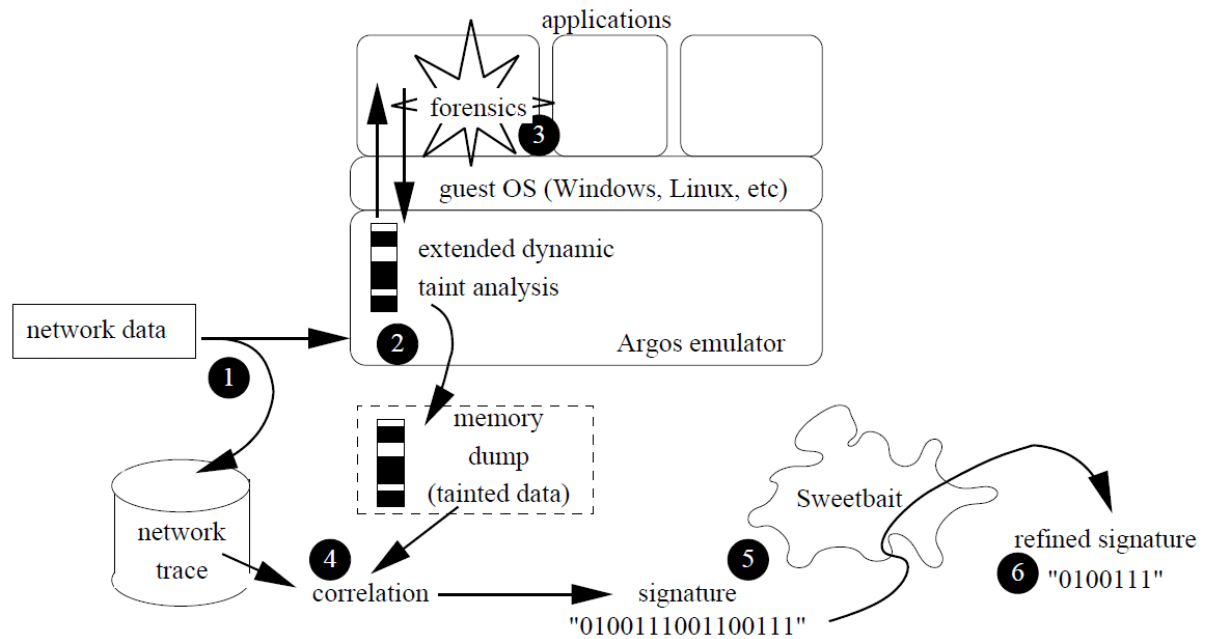 applications
forensics
3
guest OS (Windows, Linux, etc)
extended dynamic
taint analysis
network data
2
Argos emulator
1
memory
dump
(tainted data)
Sweetbait
network
trace
4
correlation
5
signature
"0100111001100111"
refined signature
6
"0100111"